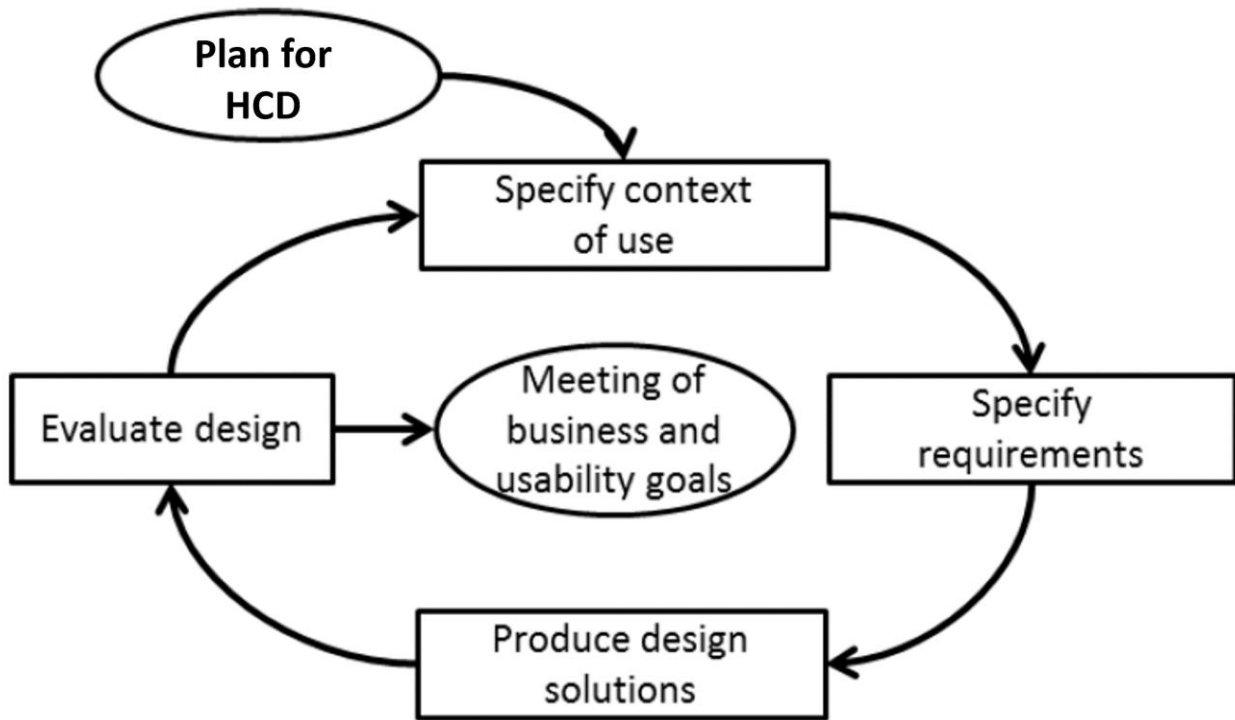 Plan for
HCD
Specify context
of use
Specify
requirements
Produce design
solutions
Evaluate design
Meeting of
business and
usability goals